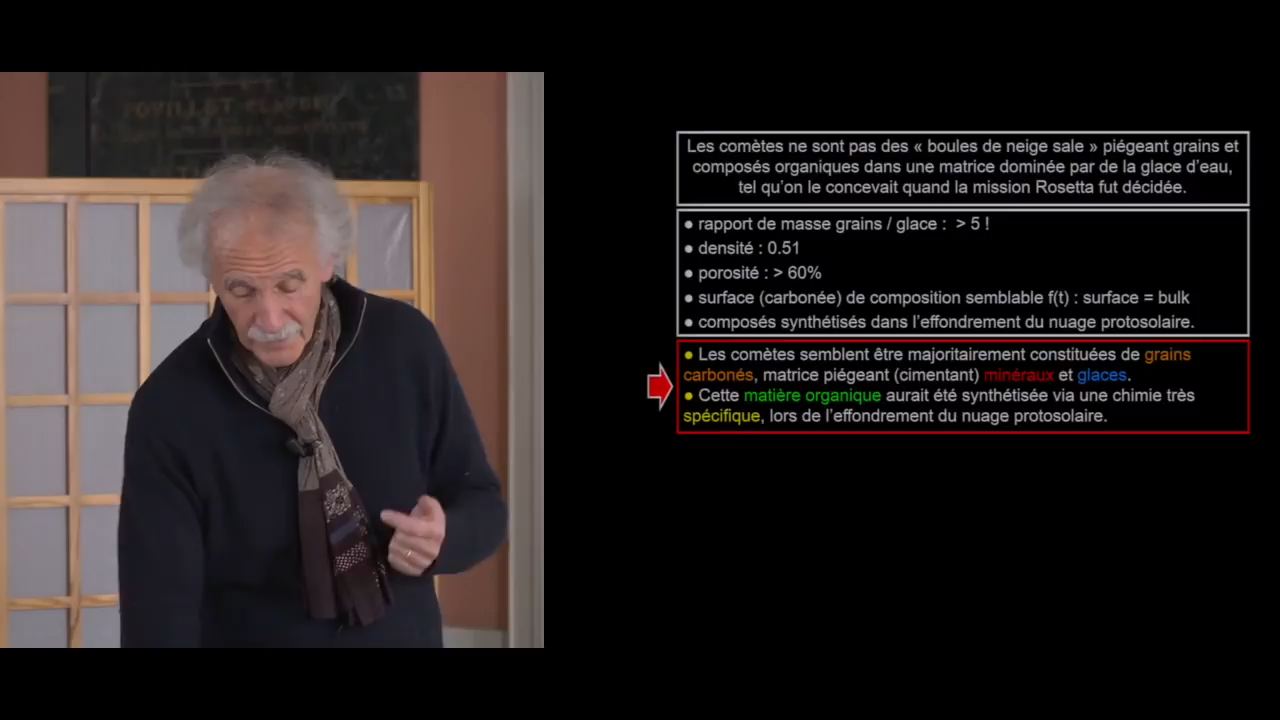 Les comètes ne sont pas des « boules de neige sale » piégeant grains et
composés organiques dans une matrice dominée par de la glace d'eau,
tel qu'on le concevait quand la mission Rosetta fut décidée.
● rapport de masse grains / glace : > 5 !
● densité : 0.51
● porosité : > 60%
● surface (carbonée) de composition semblable f(t) : surface = bulk
● composés synthétisés dans l'effondrement du nuage protosolaire.
● Les comètes semblent être majoritairement constituées de grains
carbonés, matrice piégeant (cimentant) minéraux et glaces.
● Cette matière organique aurait été synthétisée via une chimie très
spécifique, lors de l'effondrement du nuage protosolaire.